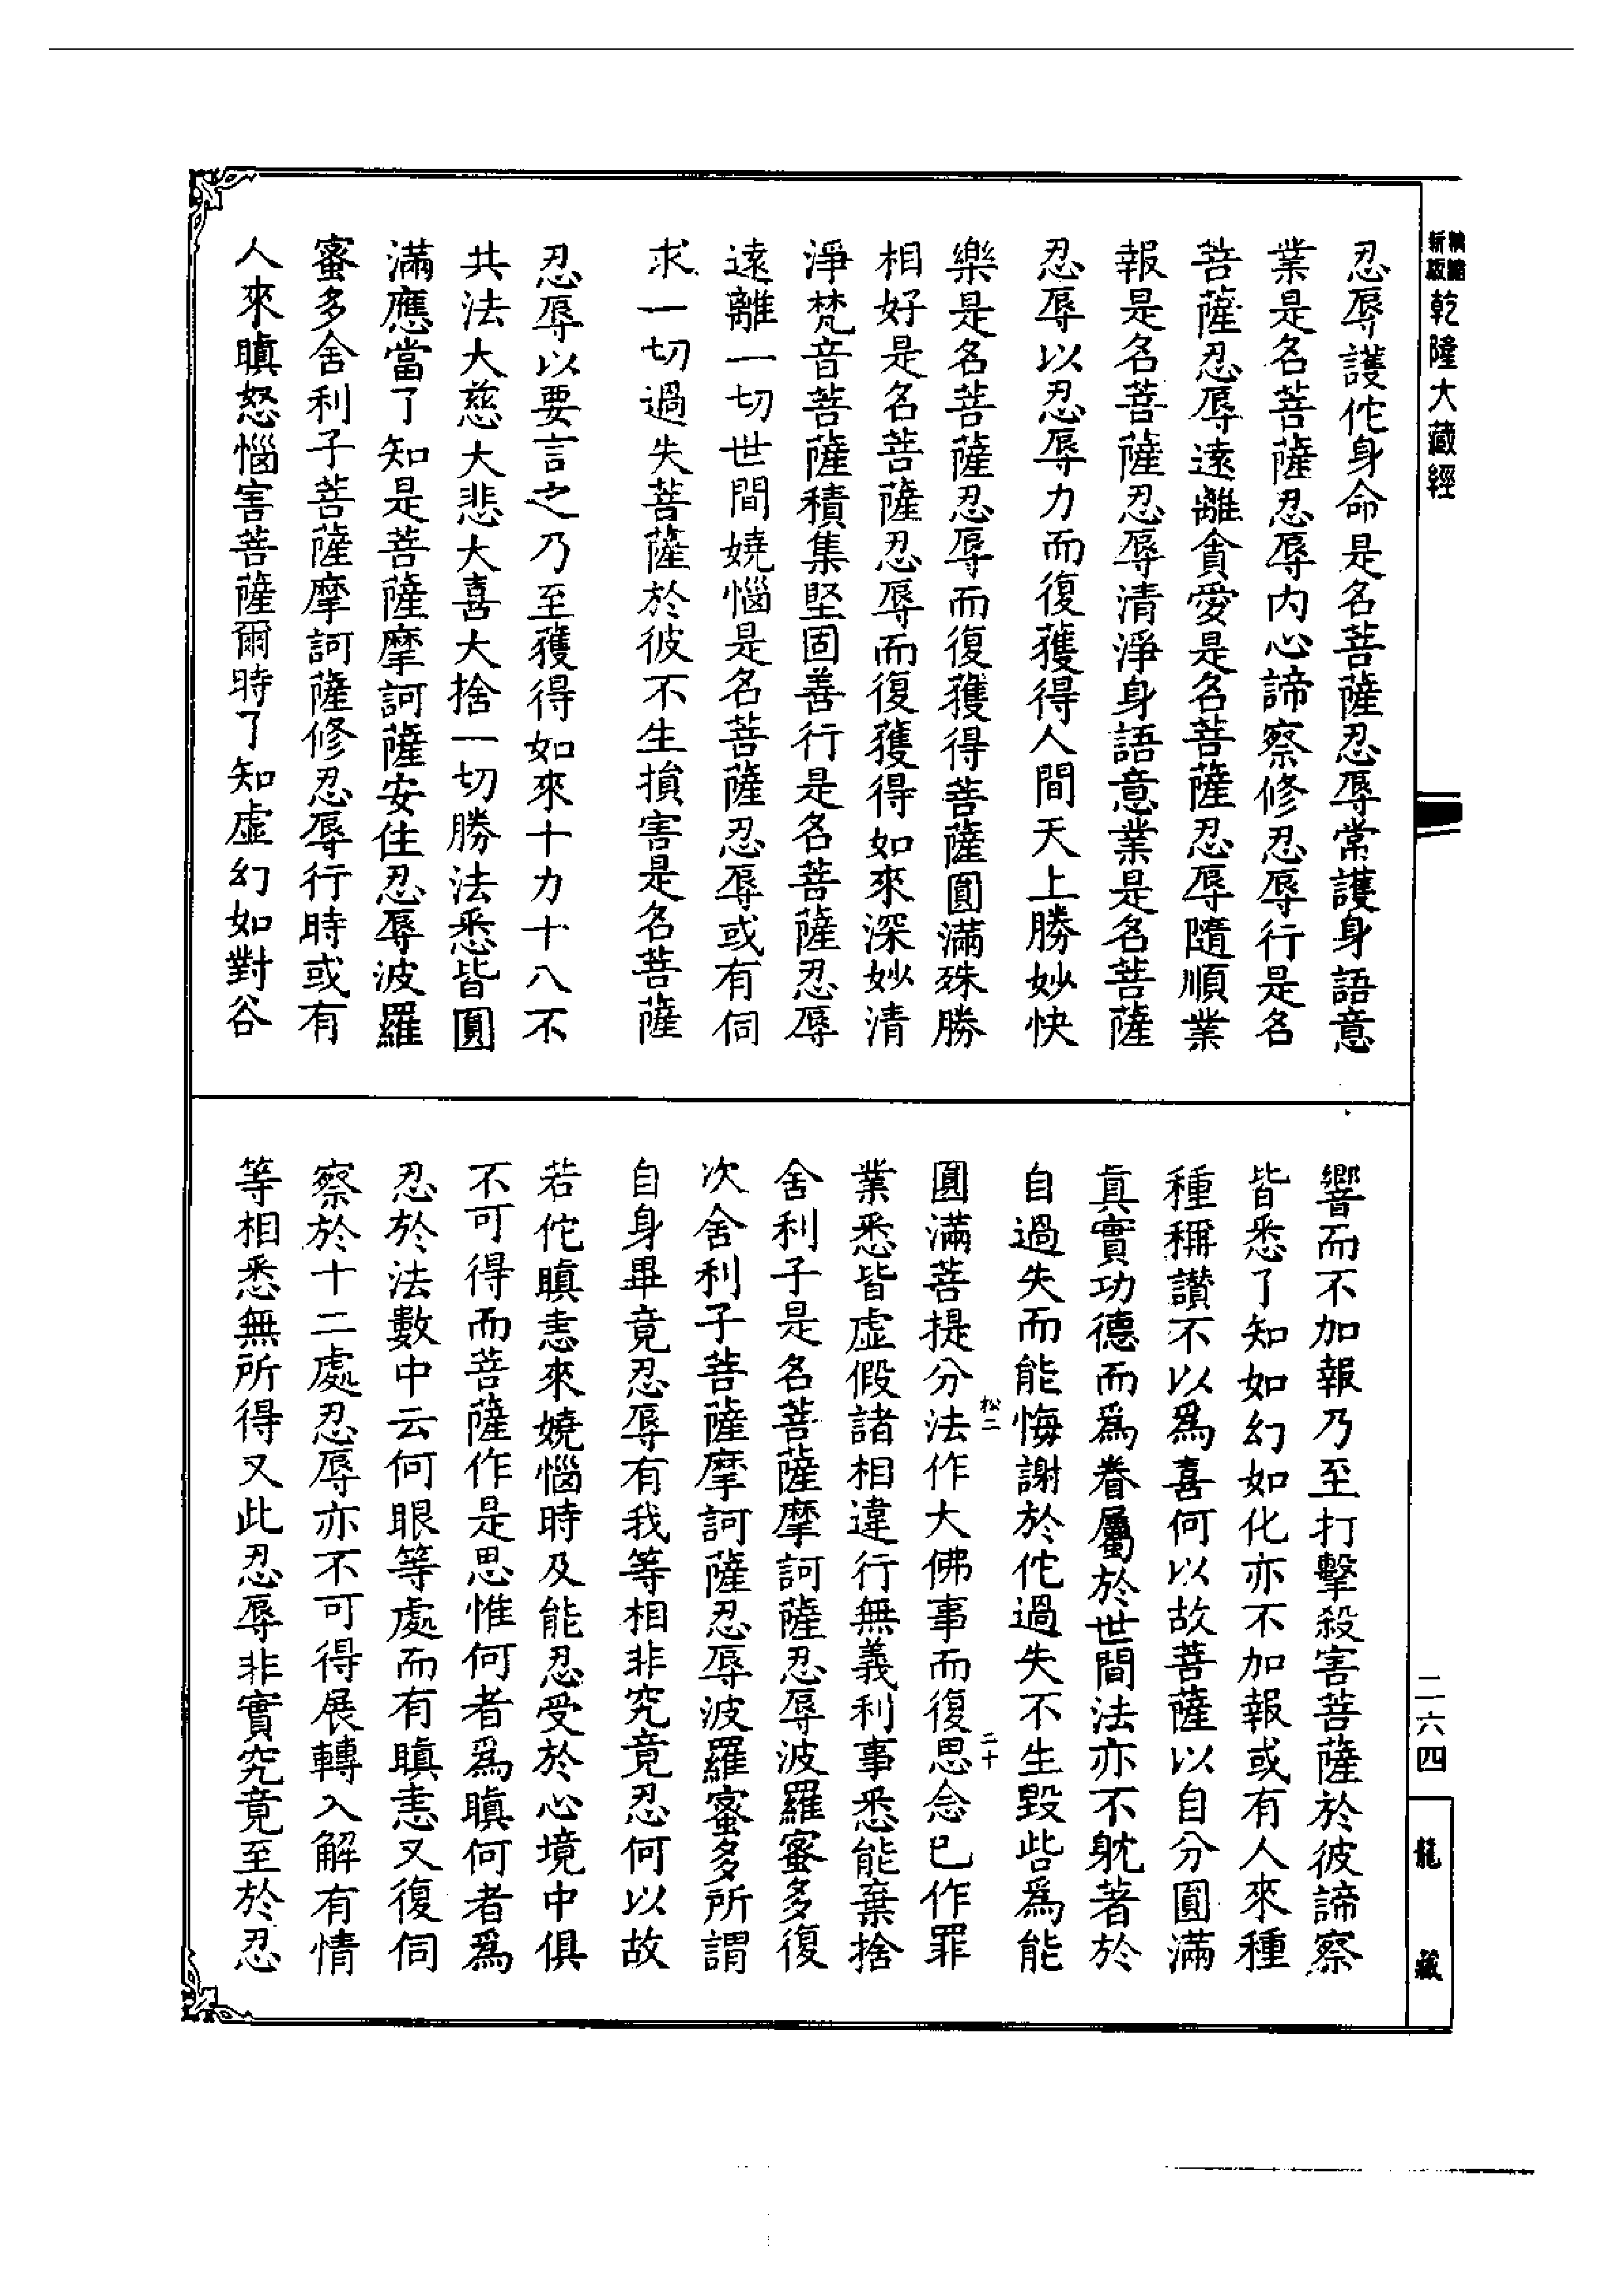 新版
乾隆大藏經
忍辱護佗身命是名菩薩忍辱常護身語意
業是名菩薩忍辱內心諦察修忍辱行是名
菩薩忍辱遠離貪愛是名菩薩忍辱隨順業
報是名菩薩忍辱清淨身語意業是名菩薩
忍辱以忍辱力而復獲得人間天上勝妙快
樂是名菩薩忍辱而復獲得菩薩圓滿殊勝
相好是名菩薩忍辱而復獲得如來深妙清
淨梵音菩薩積集堅固善行是名菩薩忍辱
遠離一切世間嬈惱是名菩薩忍辱或有伺
求一切過失菩薩於彼不生損害是名菩薩
忍辱以要言之乃至獲得如來十力十八不
共法大慈大悲大喜大捨一切勝法悉皆圓
滿應當了知是菩薩摩訶薩安住忍辱波羅
蜜多舍利子菩薩摩訶薩修忍辱行時或有
人來瞋怒惱害菩薩爾時了知虛幻如對谷
響而不加報乃至打擊殺害菩薩於彼諦察
皆悉了知如幻如化亦不加報或有人來種
種稱讚不以爲喜何以故菩薩以自分圓滿
真實功德而爲眷屬於世間法亦不躭著於
自過失而能悔謝於佗過失不生毀呰爲能
松二
二十
圓滿菩提分法作大佛事而復思念已作罪
業悉皆虛假諸相違行無義利事悉能棄捨
舍利子是名菩薩摩訶薩忍辱波羅蜜多復
次舍利子菩薩摩訶薩忍辱波羅蜜多所謂
自身畢竟忍辱有我等相非究竟忍何以故
若佗瞋恚來嬈惱時及能忍受於心境中俱
不可得而菩薩作是思惟何者爲瞋何者爲
忍於法數中云何眼等處而有瞋恚又復伺
察於十二處忍辱亦不可得展轉入解有情
等相悉無所得又此忍辱非實究竟至於忍
二六四
龍藏